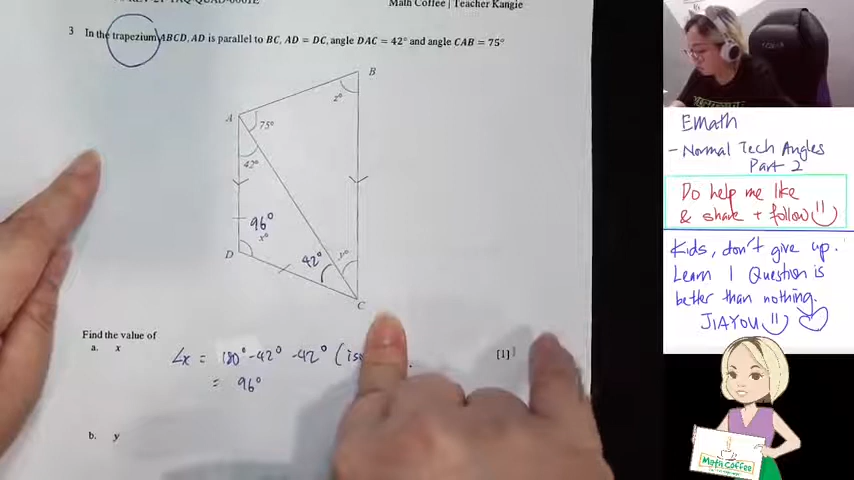 Math Coffee | Teacher Kangie
3 In the trapezium ABCD, AD is parallel to BC, AD = DC, angle DAC = 42° and angle CAB = 75°
B
z°
A
75°
42°
96°
x°
D
42°
y°
C
Find the value of
a. x
∠x = 180° -42° -42° (
[1]
= 96°
b. y
EMath
- Normal Tech Angles
Part 2
Do help me like
& share + follow
Kids, don't give up.
Learn 1 Question is
better than nothing.
JIAYOU
Math Coffee